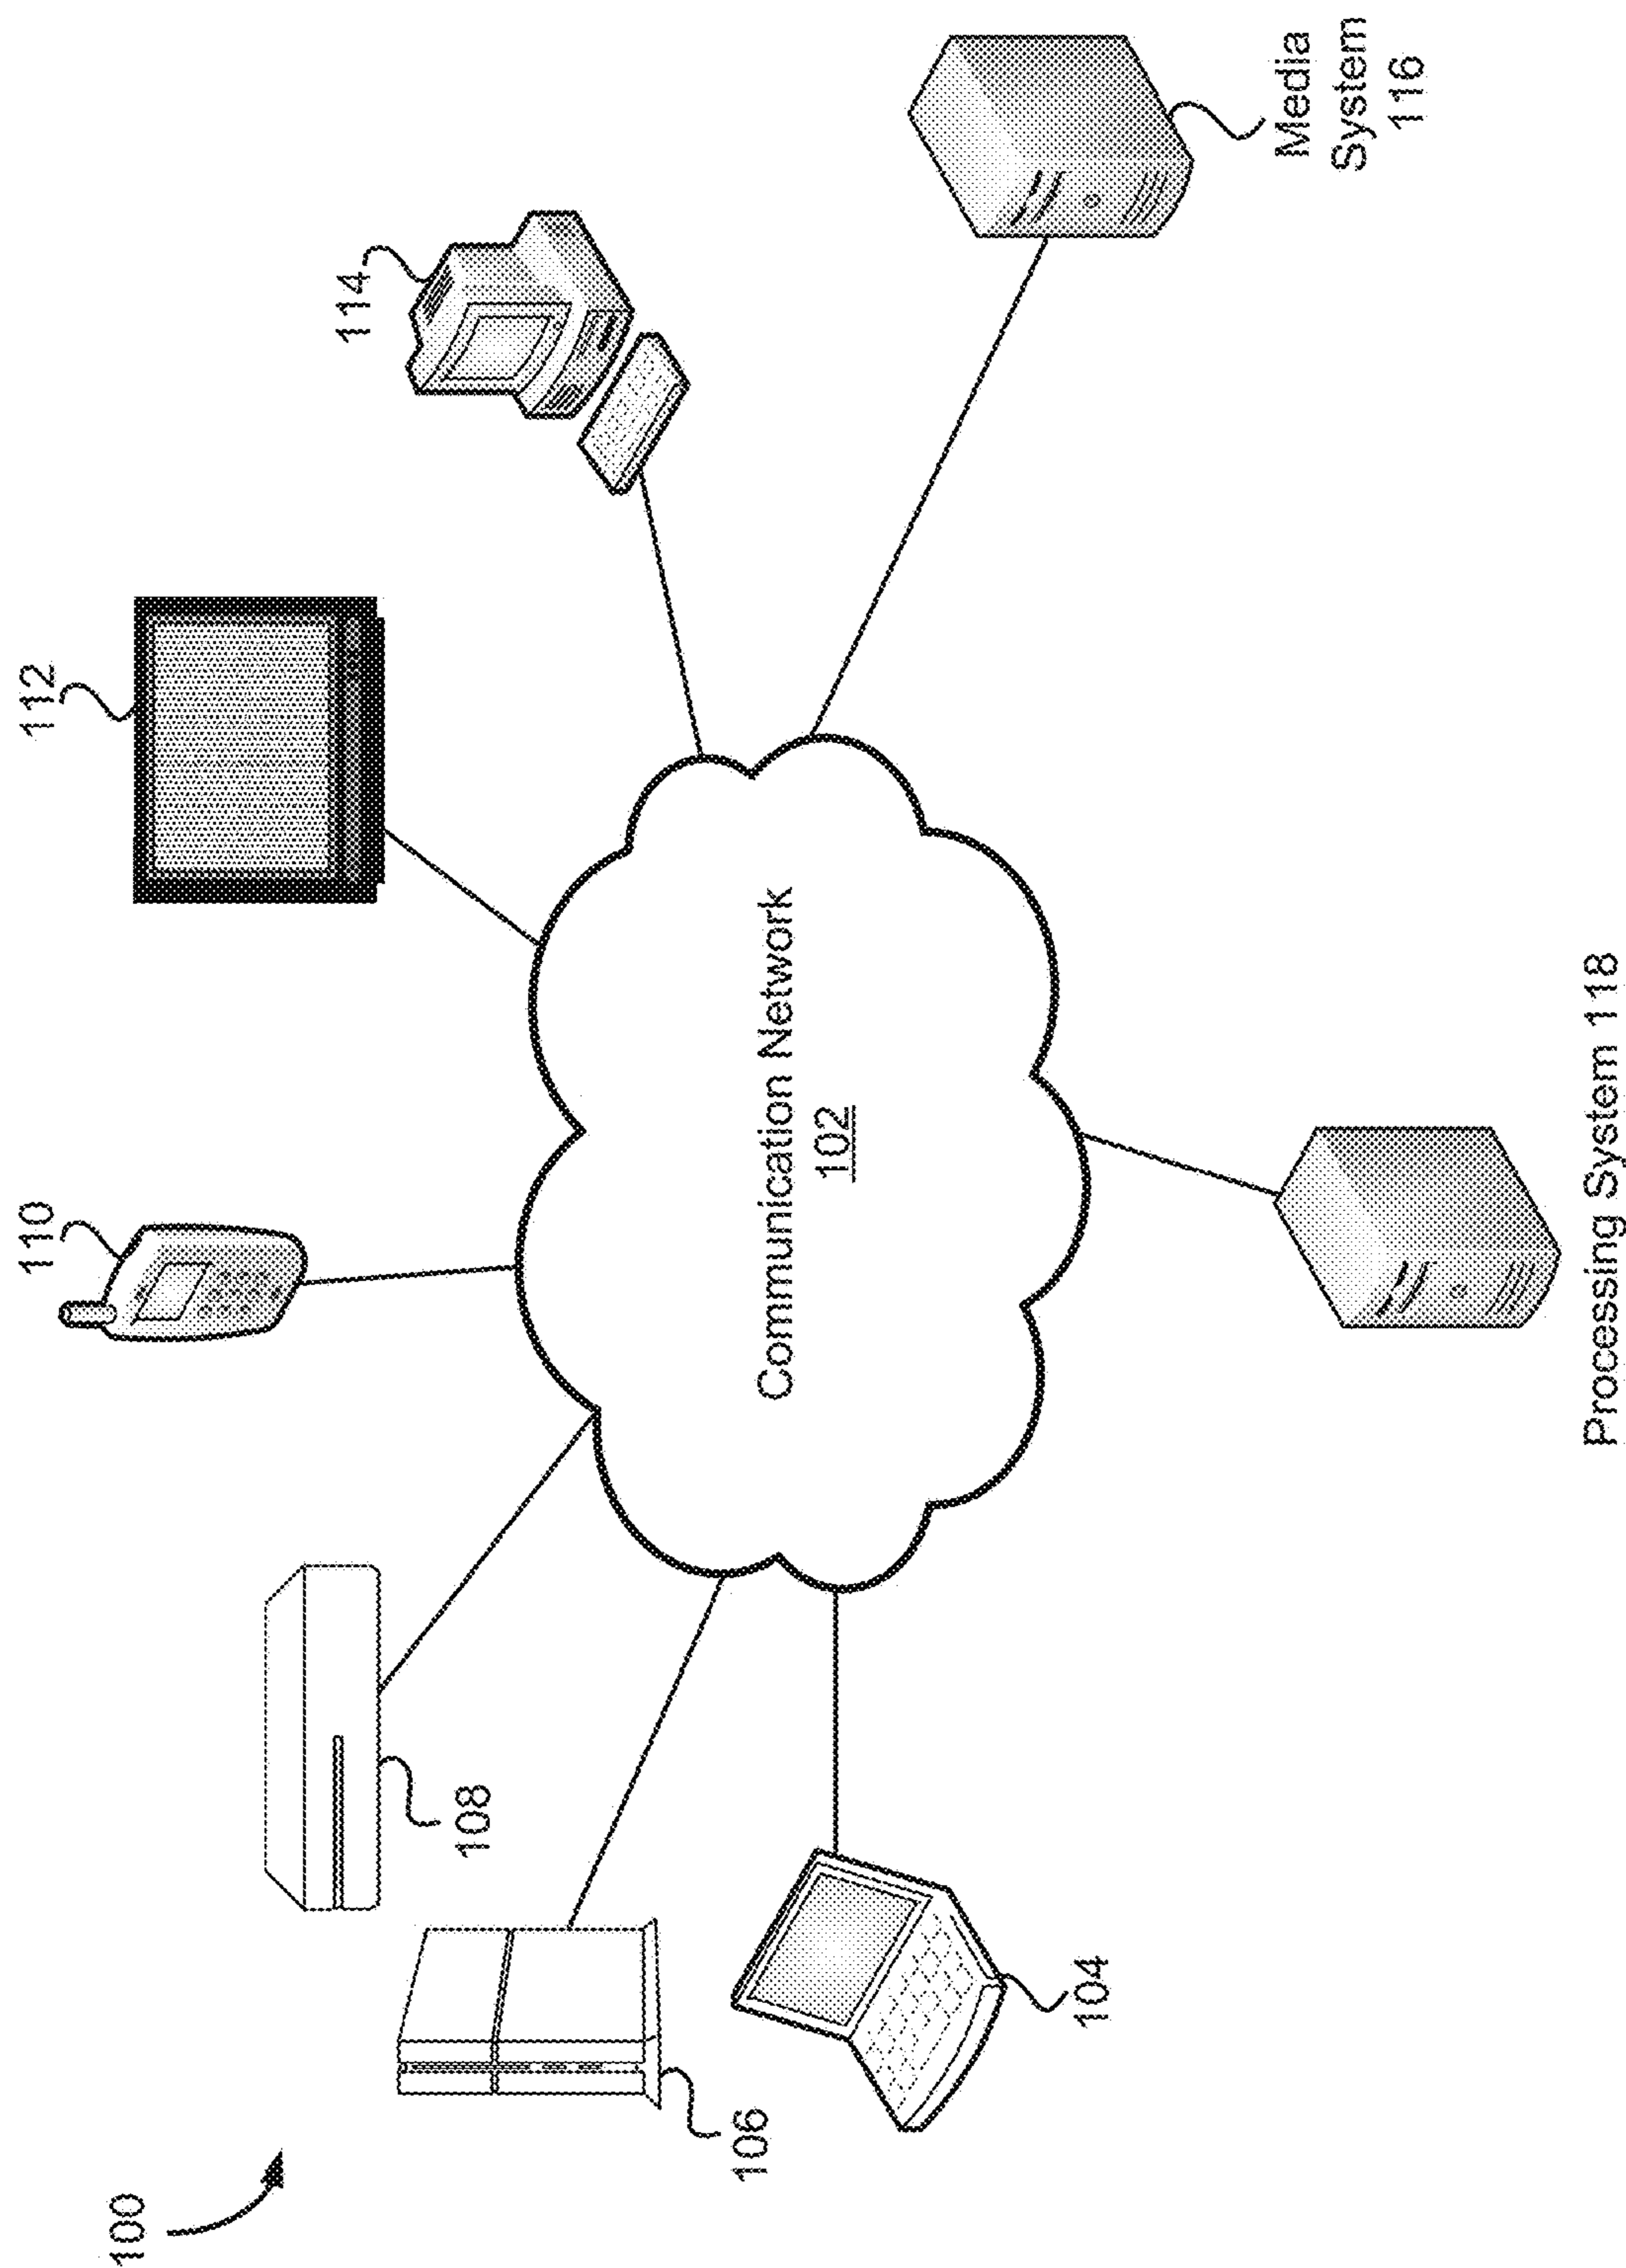 100
106
108
110
112
114
104
Communication Network
102
Media
System
116
Processing System 118